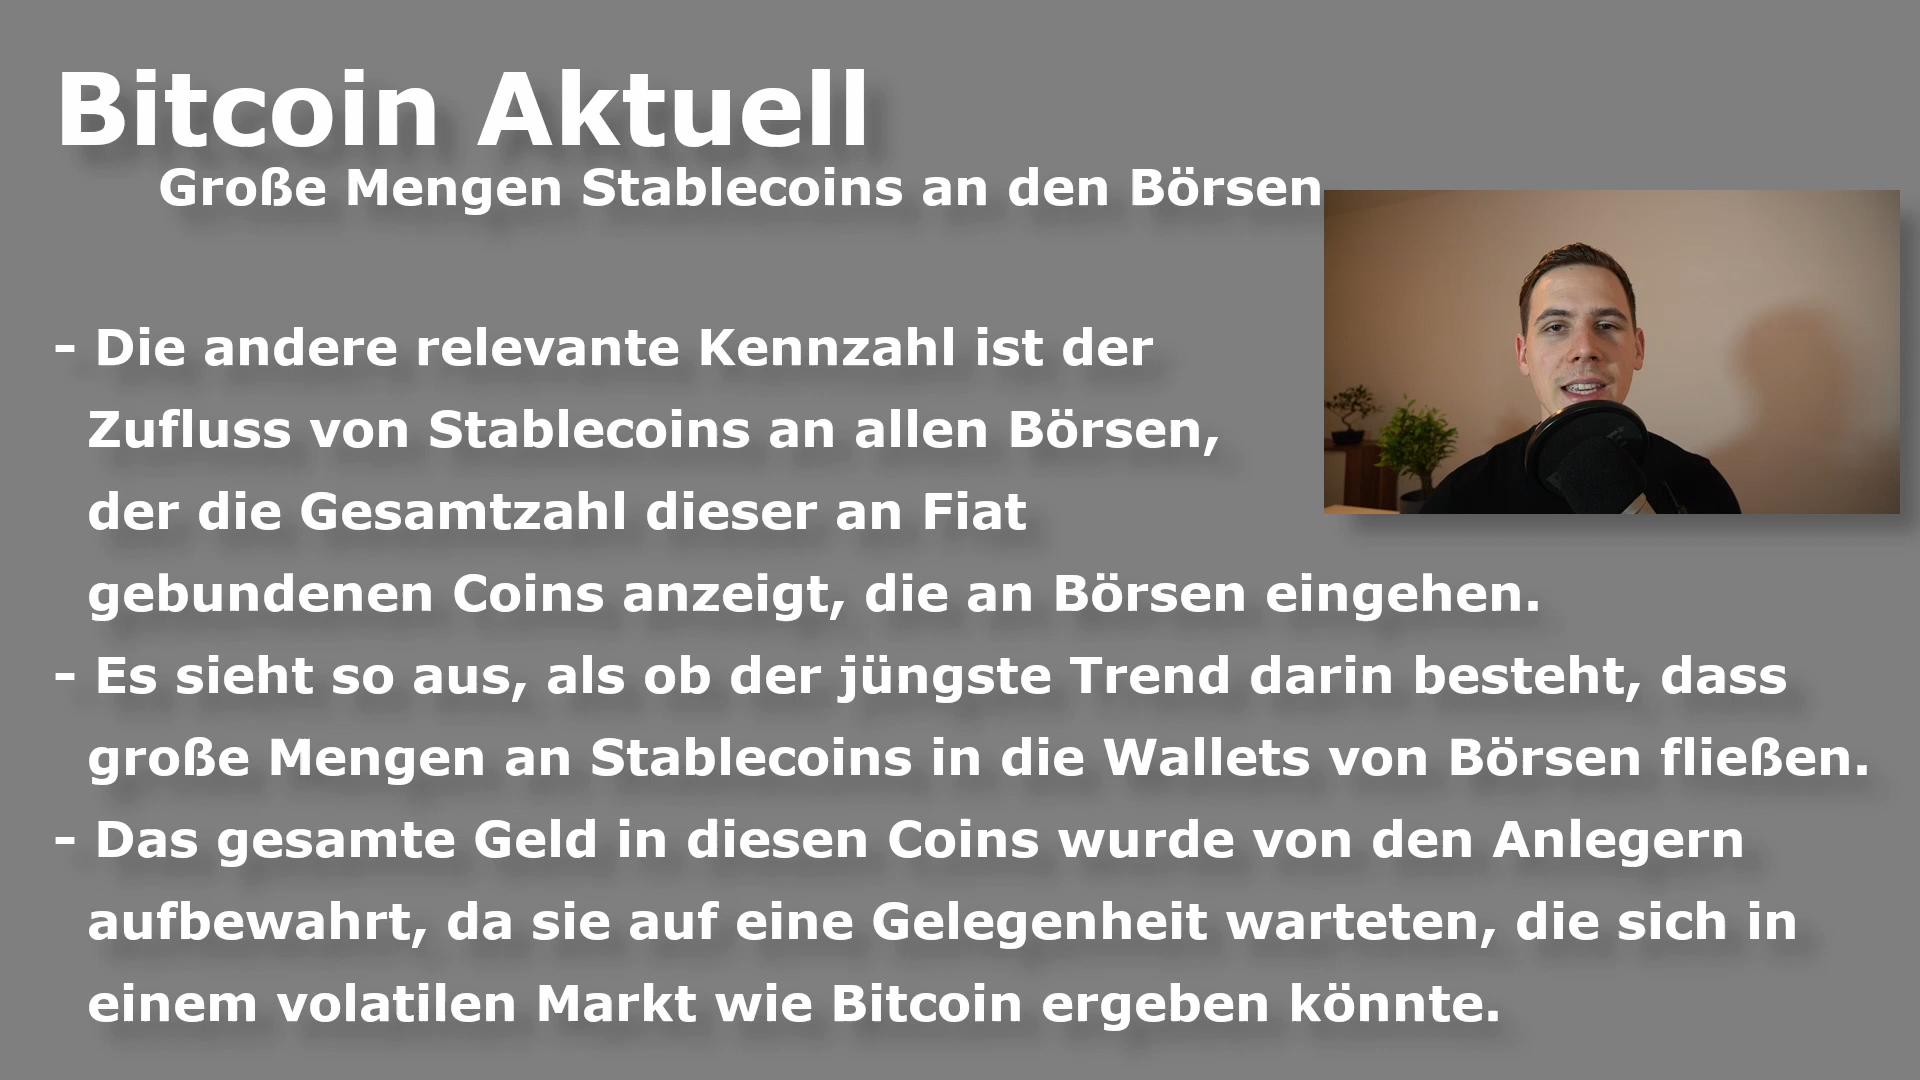 Bitcoin Aktuell
Große Mengen Stablecoins an den Börsen
- Die andere relevante Kennzahl ist der
Zufluss von Stablecoins an allen Börsen,
der die Gesamtzahl dieser an Fiat
gebundenen Coins anzeigt, die an Börsen eingehen.
- Es sieht so aus, als ob der jüngste Trend darin besteht, dass
große Mengen an Stablecoins in die Wallets von Börsen fließen.
- Das gesamte Geld in diesen Coins wurde von den Anlegern
aufbewahrt, da sie auf eine Gelegenheit warteten, die sich in
einem volatilen Markt wie Bitcoin ergeben könnte.